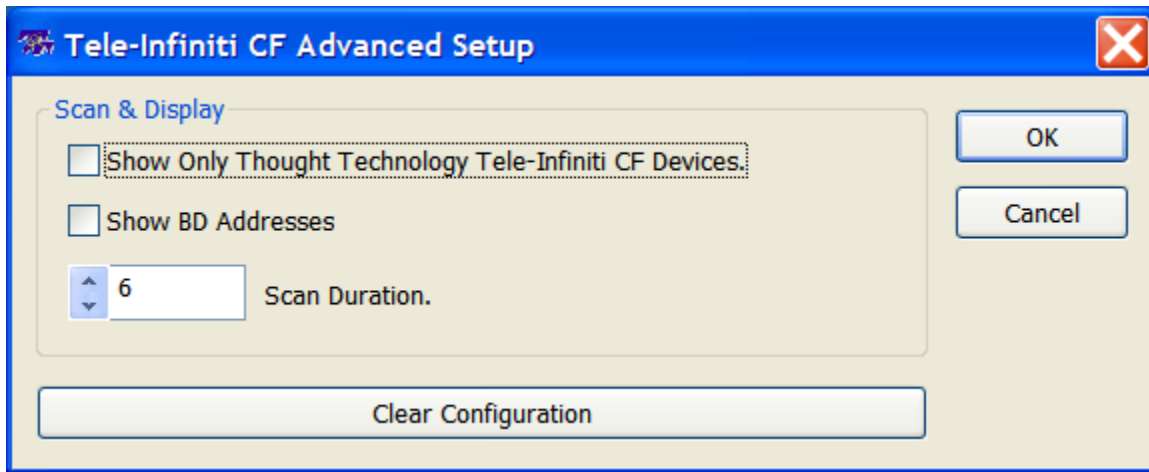 Tele-Infiniti CF Advanced Setup
Scan & Display
Show Only Thought Technology Tele-Infiniti CF Devices.
Show BD Addresses
6 Scan Duration.
OK
Cancel
Clear Configuration